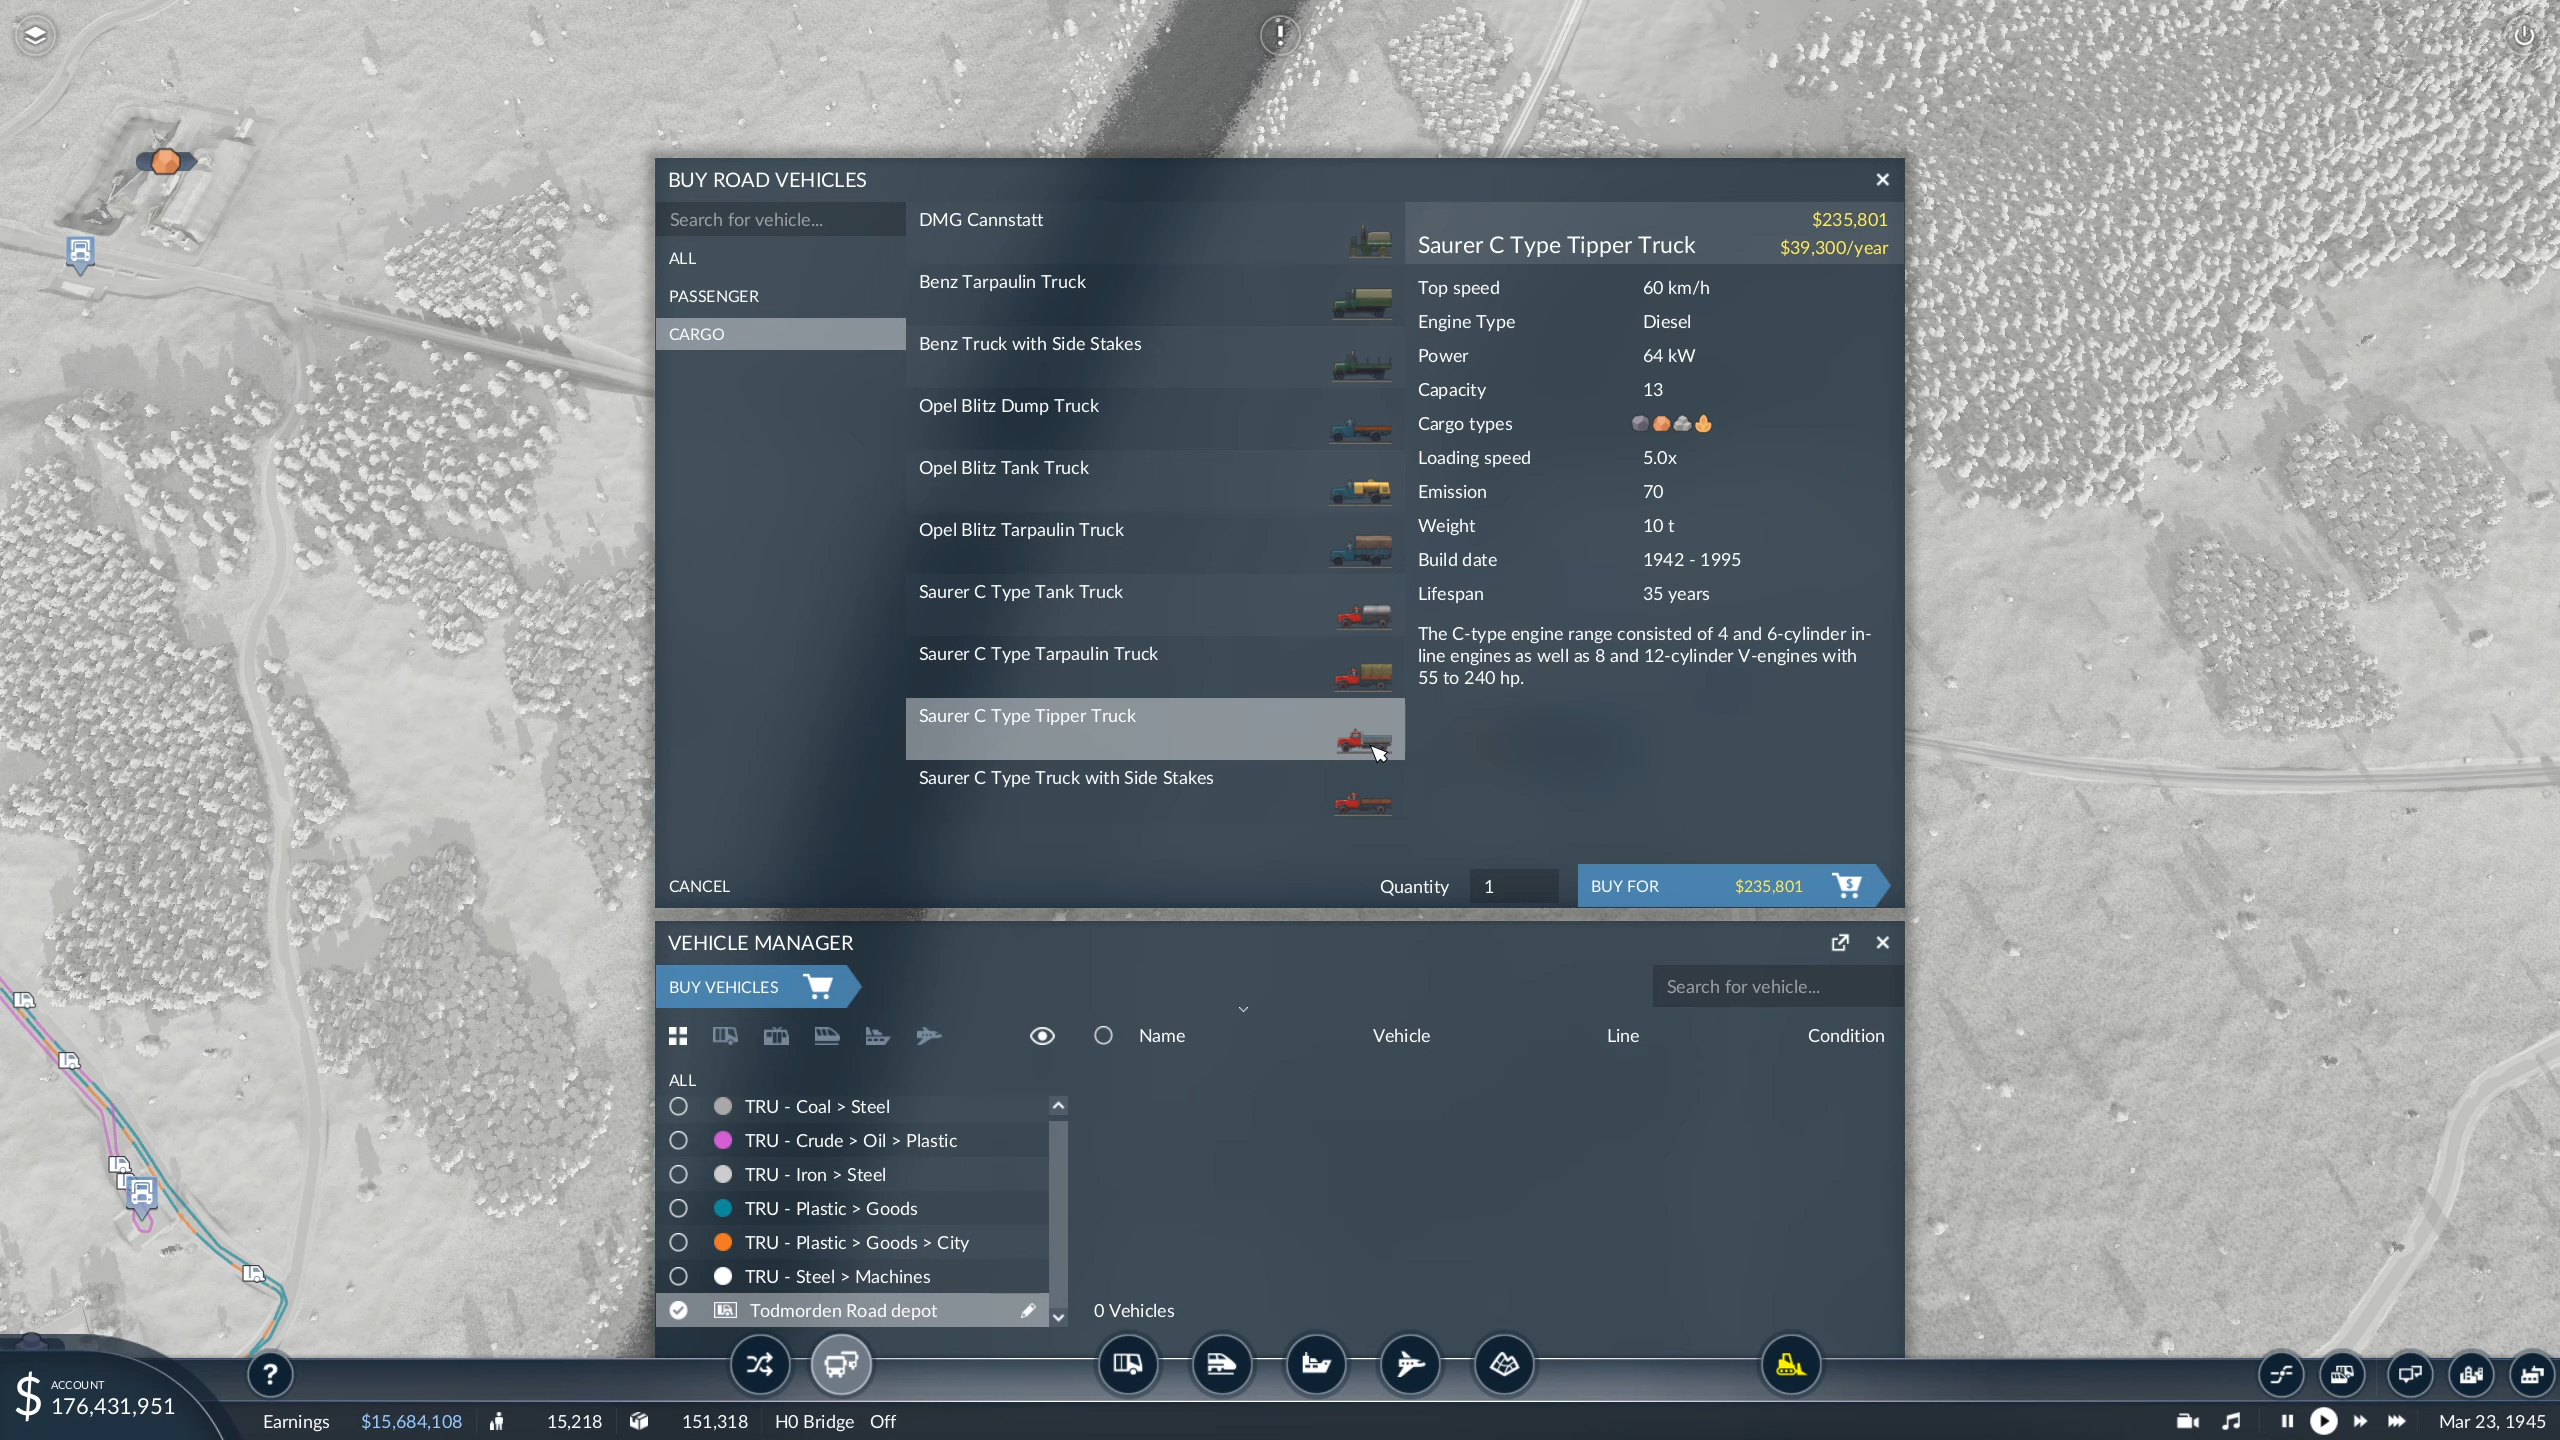 BUY ROAD VEHICLES
Search for vehicle...
ALL
PASSENGER
CARGO
DMG Cannstatt
Benz Tarpaulin Truck
Benz Truck with Side Stakes
Opel Blitz Dump Truck
Opel Blitz Tank Truck
Opel Blitz Tarpaulin Truck
Saurer C Type Tank Truck
Saurer C Type Tarpaulin Truck
Saurer C Type Tipper Truck
Saurer C Type Truck with Side Stakes
$235,801
Saurer C Type Tipper Truck $39,300/year
Top speed 60 km/h
Engine Type Diesel
Power 64 kW
Capacity 13
Cargo types
Loading speed 5.0x
Emission 70
Weight 10 t
Build date 1942 - 1995
Lifespan 35 years
The C-type engine range consisted of 4 and 6-cylinder in-
line engines as well as 8 and 12-cylinder V-engines with
55 to 240 hp.
CANCEL
Quantity 1
BUY FOR $235,801
VEHICLE MANAGER
BUY VEHICLES
Search for vehicle...
Name Vehicle Line Condition
ALL
TRU - Coal > Steel
TRU - Crude > Oil > Plastic
TRU - Iron > Steel
TRU - Plastic > Goods
TRU - Plastic > Goods > City
TRU - Steel > Machines
Todmorden Road depot
0 Vehicles
?
$ ACCOUNT
176,431,951
Earnings $15,684,108 15,218 151,318 H0 Bridge Off
Mar 23, 1945